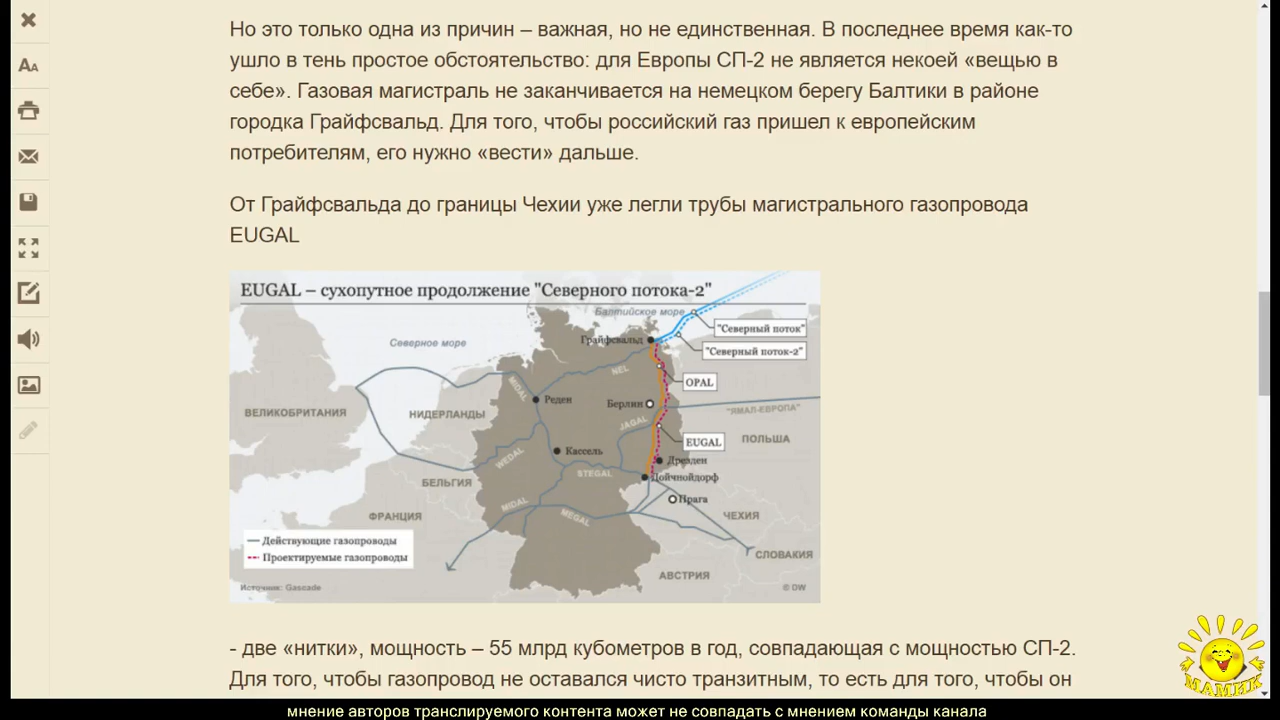 Но это только одна из причин – важная, но не единственная. В последнее время как-то
ушло в тень простое обстоятельство: для Европы СП-2 не является некоей «вещью в
себе». Газовая магистраль не заканчивается на немецком берегу Балтики в районе
городка Грайфсвальд. Для того, чтобы российский газ пришел к европейским
потребителям, его нужно «вести» дальше.
От Грайфсвальда до границы Чехии уже легли трубы магистрального газопровода
EUGAL
EUGAL – сухопутное продолжение "Северного потока-2"
Балтийское море
"Северный поток"
Северное море
Грайфсвальд
"Северный поток-2"
NEL
OPAL
MIDAL
Реден
Берлин
ВЕЛИКОБРИТАНИЯ
НИДЕРЛАНДЫ
"ЯМАЛ-ЕВРОПА"
JAGAL
EUGAL
ПОЛЬША
Кассель
WEDAL
Дрезден
STEGAL
Дойчнойдорф
БЕЛЬГИЯ
Прага
MIDAL
MEGAL
ФРАНЦИЯ
ЧЕХИЯ
Действующие газопроводы
СЛОВАКИЯ
Проектируемые газопроводы
АВСТРИЯ
Источник: Gascade
© DW
- две «нитки», мощность – 55 млрд кубометров в год, совпадающая с мощностью СП-2.
Для того, чтобы газопровод не оставался чисто транзитным, то есть для того, чтобы он
МАМИК
мнение авторов транслируемого контента может не совпадать с мнением команды канала